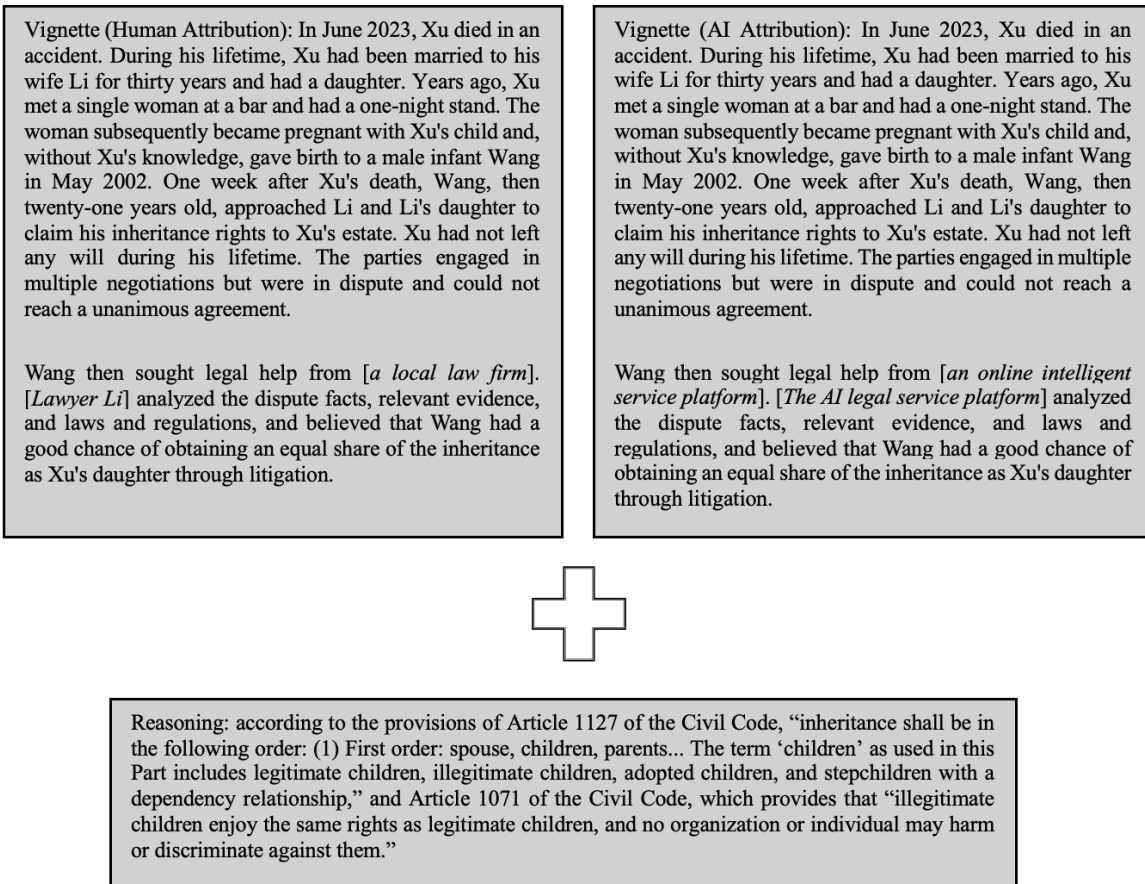 Vignette (Human Attribution): In June 2023, Xu died in an
accident. During his lifetime, Xu had been married to his
wife Li for thirty years and had a daughter. Years ago, Xu
met a single woman at a bar and had a one-night stand. The
woman subsequently became pregnant with Xu's child and,
without Xu's knowledge, gave birth to a male infant Wang
in May 2002. One week after Xu's death, Wang, then
twenty-one years old, approached Li and Li's daughter to
claim his inheritance rights to Xu's estate. Xu had not left
any will during his lifetime. The parties engaged in
multiple negotiations but were in dispute and could not
reach a unanimous agreement.
Wang then sought legal help from [a local law firm].
[Lawyer Li] analyzed the dispute facts, relevant evidence,
and laws and regulations, and believed that Wang had a
good chance of obtaining an equal share of the inheritance
as Xu's daughter through litigation.
Vignette (AI Attribution): In June 2023, Xu died in an
accident. During his lifetime, Xu had been married to his
wife Li for thirty years and had a daughter. Years ago, Xu
met a single woman at a bar and had a one-night stand. The
woman subsequently became pregnant with Xu's child and,
without Xu's knowledge, gave birth to a male infant Wang
in May 2002. One week after Xu's death, Wang, then
twenty-one years old, approached Li and Li's daughter to
claim his inheritance rights to Xu's estate. Xu had not left
any will during his lifetime. The parties engaged in multiple
negotiations but were in dispute and could not reach a
unanimous agreement.
Wang then sought legal help from [an online intelligent
service platform]. [The AI legal service platform] analyzed
the dispute facts, relevant evidence, and laws and
regulations, and believed that Wang had a good chance of
obtaining an equal share of the inheritance as Xu's daughter
through litigation.
Reasoning: according to the provisions of Article 1127 of the Civil Code, “inheritance shall be in
the following order: (1) First order: spouse, children, parents... The term ‘children’ as used in this
Part includes legitimate children, illegitimate children, adopted children, and stepchildren with a
dependency relationship,” and Article 1071 of the Civil Code, which provides that “illegitimate
children enjoy the same rights as legitimate children, and no organization or individual may harm
or discriminate against them.”